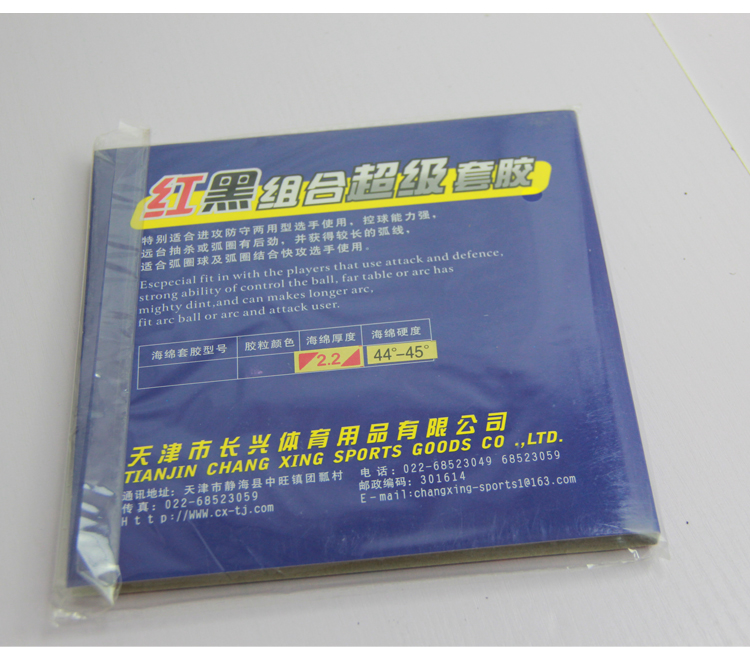 红黑组合超级套胶
特别适合进攻防守两用型选手使用，控球能力强，
远台抽杀或弧圈有后劲，并获得较长的弧线，
适合弧圈球及弧圈结合快攻选手使用。
Escpecial fit in with the players that use attack and defence,
strong ability of control the ball, far table or arc has
mighty dint,and can makes longer arc,
fit arc ball or arc and attack user.
海绵套胶型号 胶粒颜色 海绵厚度 海绵硬度
2.2 44°-45°
天津市长兴体育用品有限公司
TIANJIN CHANG XING SPORTS GOODS CO .,LTD.
通讯地址: 天津市静海县中旺镇团瓢村 电 话: 022-68523049 68523059
传 真: 022-68523059 邮政编码: 301614
Http://WWW.cx-tj.com E-mail:changxing-sports1@163.com